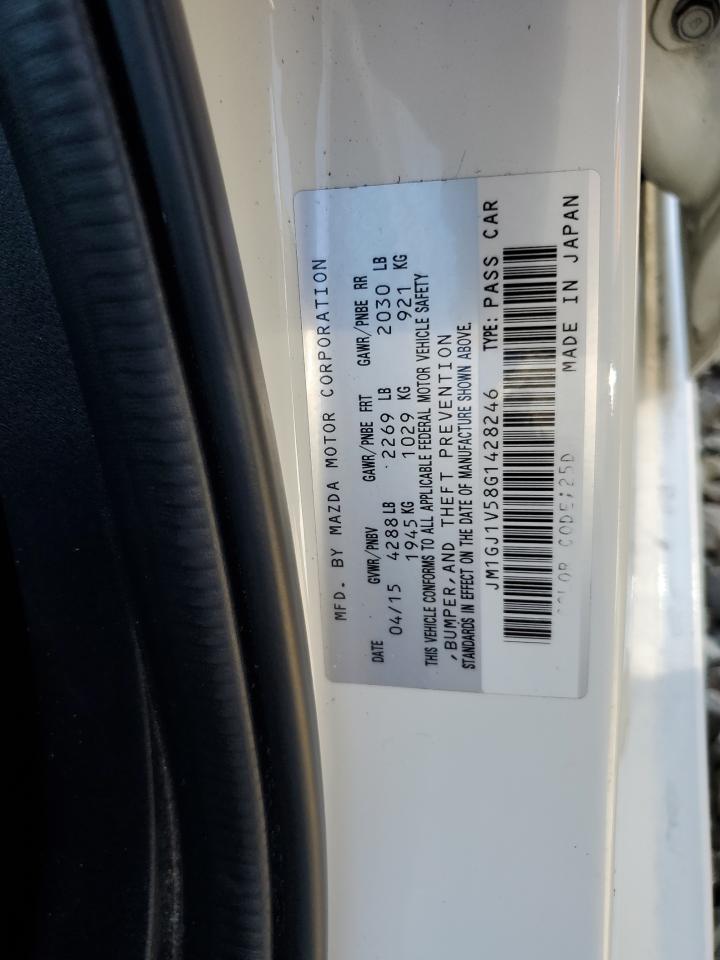 MFD. BY MAZDA MOTOR CORPORATION
DATE GVWR/PNBV GAWR/PNBE FRT GAWR/PNBE RR
04/15 4288 LB 2269 LB 2030 LB
1945 KG 1029 KG 921 KG
THIS VEHICLE CONFORMS TO ALL APPLICABLE FEDERAL MOTOR VEHICLE SAFETY
,BUMPER,AND THEFT PREVENTION
STANDARDS IN EFFECT ON THE DATE OF MANUFACTURE SHOWN ABOVE.
JM1GJ1V58G1428246 TYPE: PASS CAR
COLOR CODE:25D MADE IN JAPAN